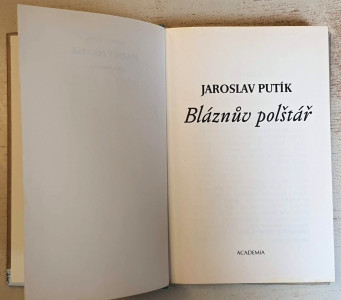 JAROSLAV PUTÍK
Bláznův polštář
ACADEMIA